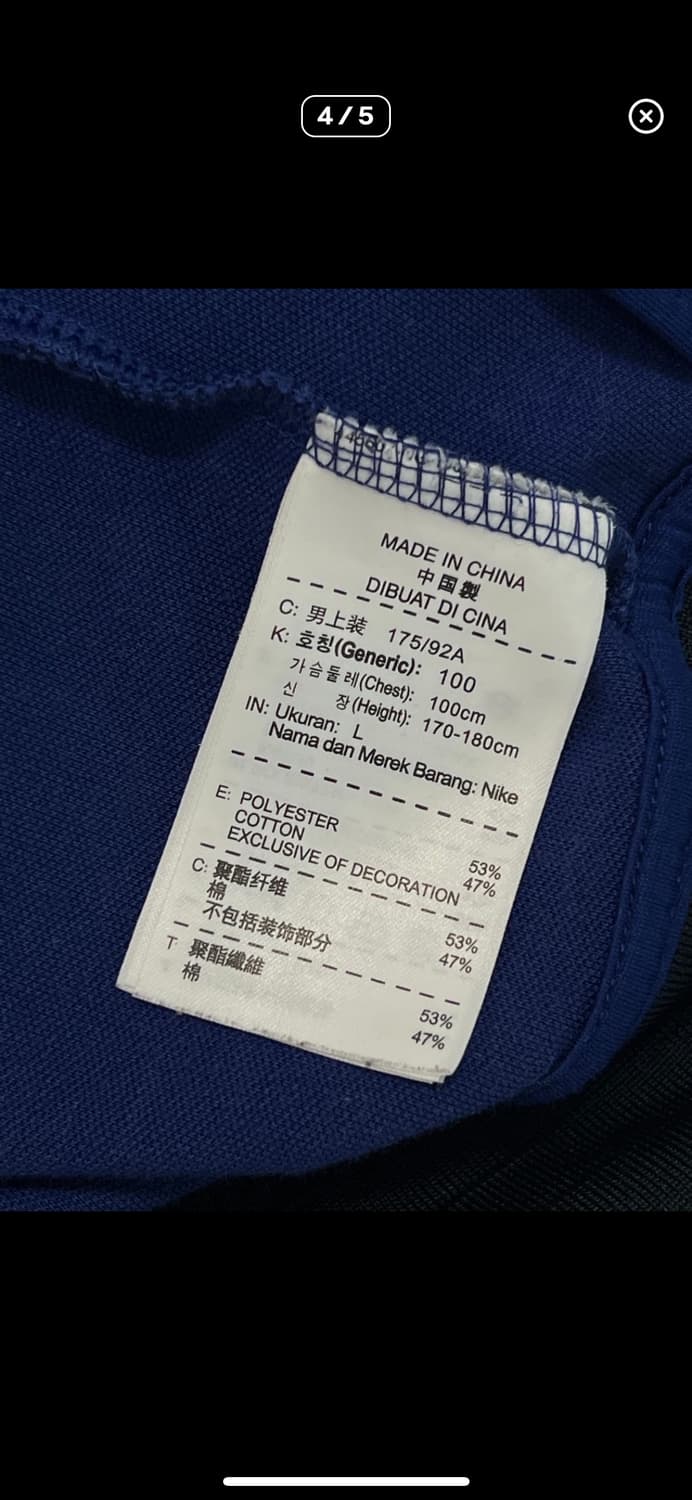 4/5
MADE IN CHINA
中国製
DIBUAT DI CINA
C: 男上装 175/92A
K: 호칭(Generic): 100
가슴둘레(Chest): 100cm
신 장(Height): 170-180cm
IN: Ukuran: L
Nama dan Merek Barang: Nike
E: POLYESTER 53%
COTTON 47%
EXCLUSIVE OF DECORATION
C: 聚酯纤维 53%
棉 47%
不包括装饰部分
T: 聚酯纖維 53%
棉 47%